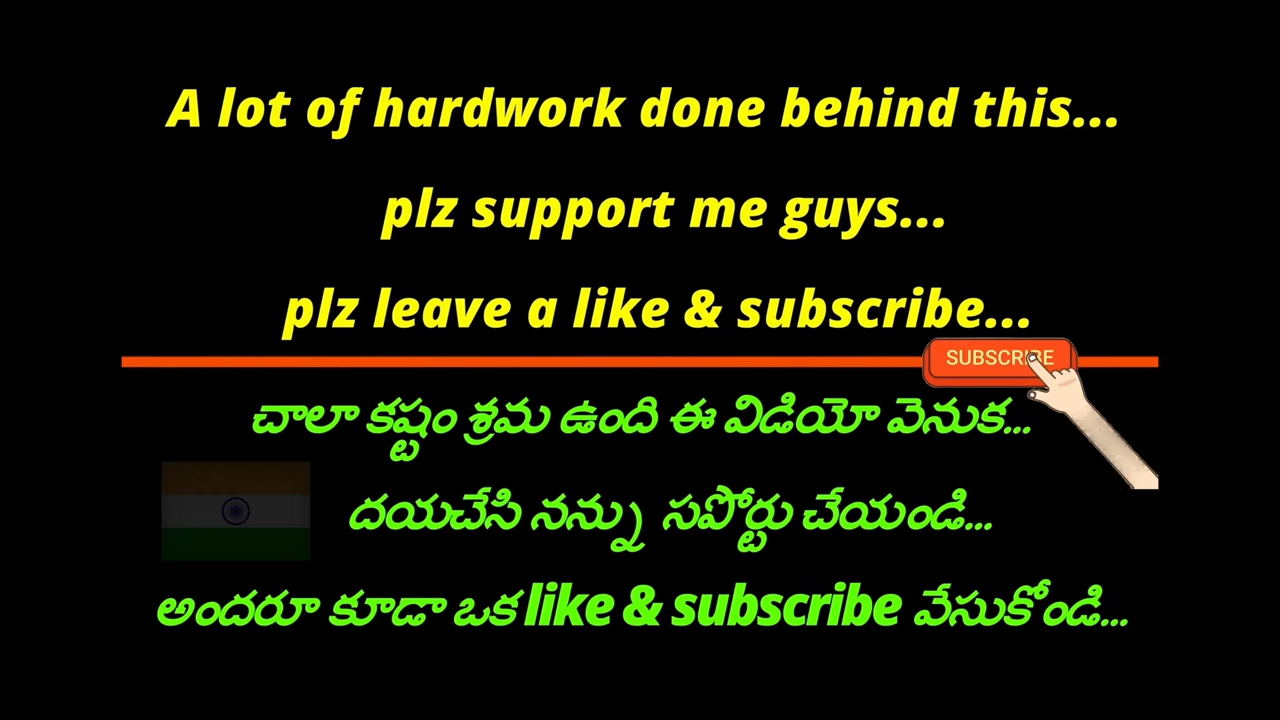 A lot of hardwork done behind this...
plz support me guys...
plz leave a like & subscribe...
SUBSCRIBE
చాలా కష్టం శ్రమ ఉంది ఈ విడియో వెనుక...
దయచేసి నన్ను సపోర్టు చేయండి...
అందరూ కూడా ఒక like & subscribe వేసుకోండి...